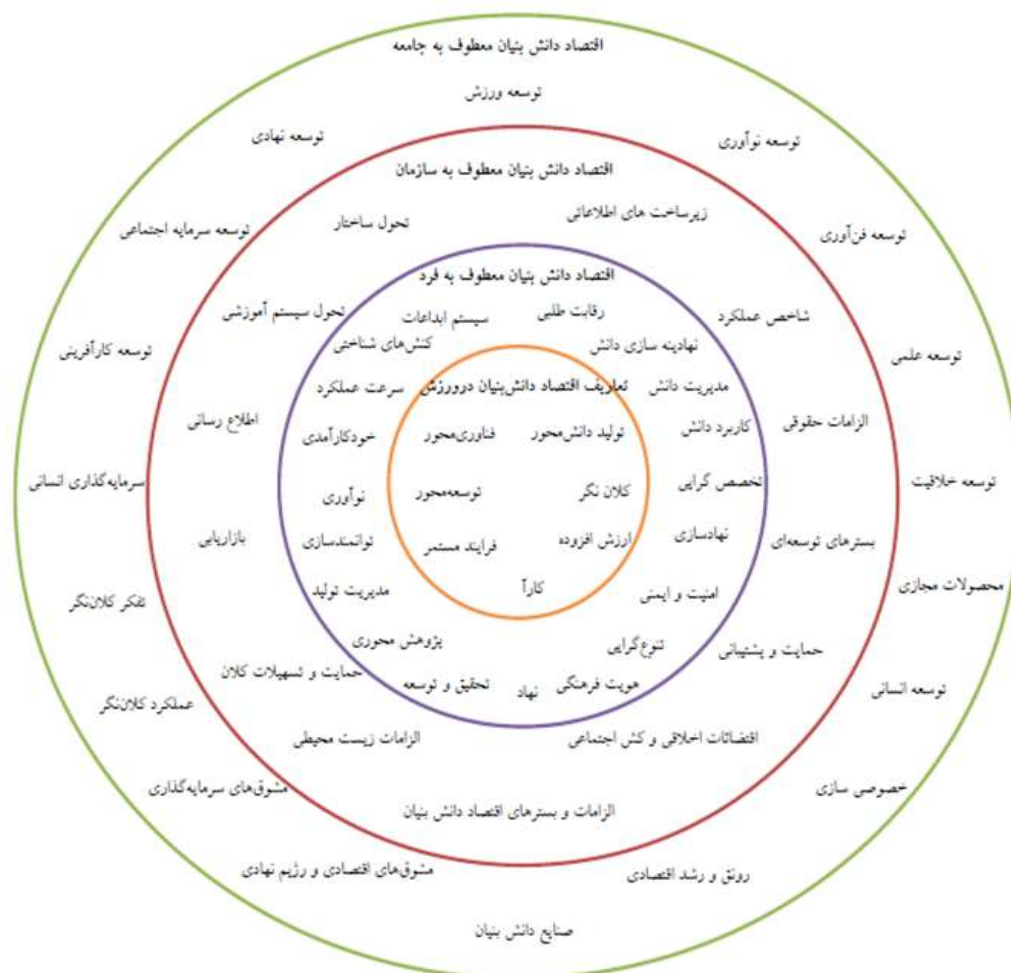 اقتصاد دانش بنیان معطوف به جامعه
توسعه ورزش
توسعه نوآوری
توسعه نهادی
اقتصاد دانش بنیان معطوف به سازمان
زیرساخت های اطلاعاتی
تحول ساختار
توسعه فن‌آوری
توسعه سرمایه اجتماعی
اقتصاد دانش بنیان معطوف به فرد
شاخص عملکرد
رقابت طلبی
سیستم ابداعات
تحول سیستم آموزشی
نهادینه سازی دانش
کنش‌های شناختی
توسعه علمی
توسعه کارآفرینی
مدیریت دانش
تعاریف اقتصاد دانش‌بنیان درورزش
سرعت عملکرد
الزامات حقوقی
کاربرد دانش
تولید دانش‌محور
فناوری‌محور
خودکارآمدی
اطلاع رسانی
توسعه خلاقیت
تخصص گرایی
کلان نگر
توسعه‌محور
نوآوری
سرمایه‌گذاری انسانی
بسترهای توسعه‌ای
نهادسازی
ارزش افزوده
فرایند مستمر
توانمندسازی
بازاریابی
محصولات مجازی
امنیت و ایمنی
کارآ
مدیریت تولید
تفکر کلان‌نگر
حمایت و پشتیبانی
تنوع‌گرایی
پژوهش محوری
حمایت و تسهیلات کلان
توسعه انسانی
هویت فرهنگی
نهاد
تحقیق و توسعه
عملکرد کلان‌نگر
اقتضائات اخلاقی و کش اجتماعی
الزامات زیست محیطی
خصوصی سازی
مشوق‌های سرمایه‌گذاری
الزامات و بسترهای اقتصاد دانش بنیان
رونق و رشد اقتصادی
مشوق‌های اقتصادی و رژیم نهادی
صنایع دانش بنیان